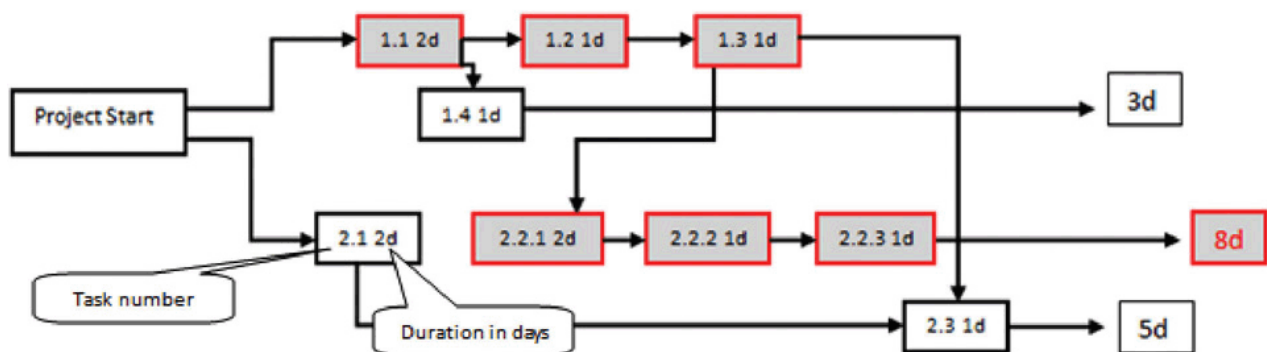 1.1 2d
1.2 1d
1.3 1d
Project Start
1.4 1d
3d
2.1 2d
2.2.1 2d
2.2.2 1d
2.2.3 1d
8d
Task number
Duration in days
2.3 1d
5d